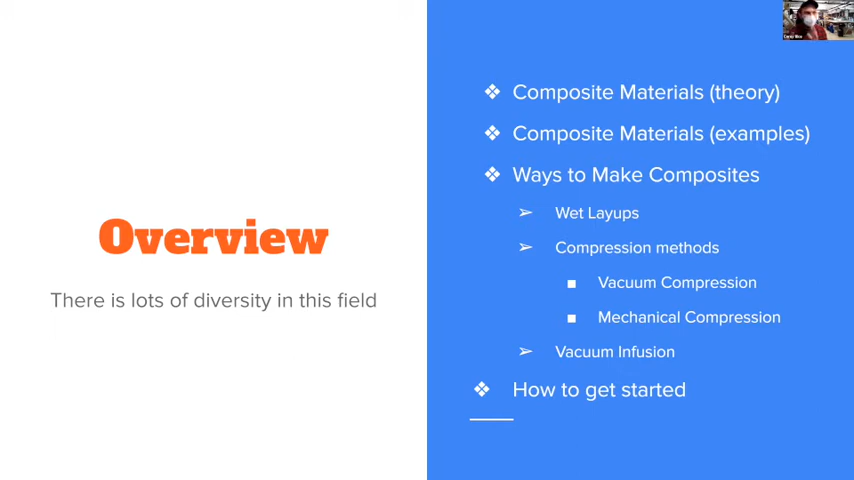 Overview
There is lots of diversity in this field
❖ Composite Materials (theory)
❖ Composite Materials (examples)
❖ Ways to Make Composites
➢ Wet Layups
➢ Compression methods
■ Vacuum Compression
■ Mechanical Compression
➢ Vacuum Infusion
❖ How to get started